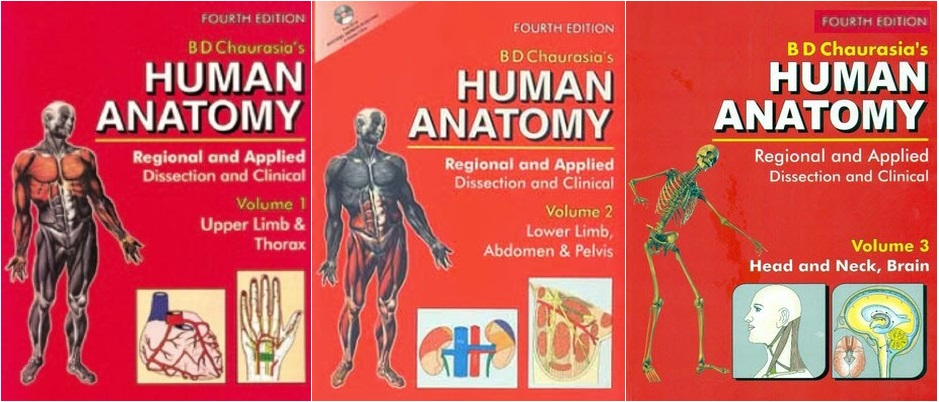 FOURTH EDITION
B D Chaurasia's
HUMAN
ANATOMY
Regional and Applied
Dissection and Clinical
Volume 1
Upper Limb &
Thorax
FOURTH EDITION
B D Chaurasia's
HUMAN
ANATOMY
Regional and Applied
Dissection and Clinical
Volume 2
Lower Limb,
Abdomen & Pelvis
FOURTH EDITION
B D Chaurasia's
HUMAN
ANATOMY
Regional and Applied
Dissection and Clinical
Volume 3
Head and Neck, Brain